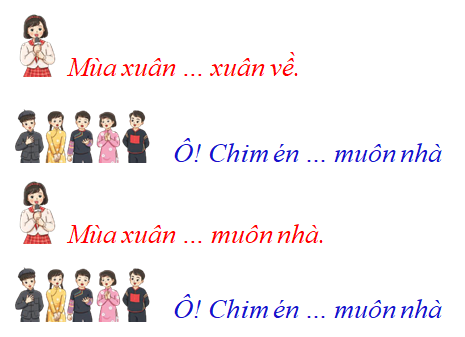 Mùa xuân ... xuân về.
Ô! Chim én ... muôn nhà
Mùa xuân ... muôn nhà.
Ô! Chim én ... muôn nhà